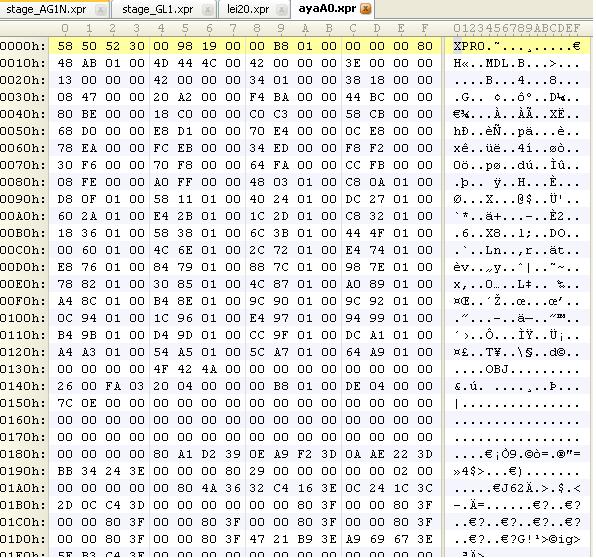 stage_AG1N.xpr stage_GL1.xpr lei20.xpr ayaA0.xpr
0 1 2 3 4 5 6 7 8 9 A B C D E F 0123456789ABCDEF
0000h: 58 50 52 30 00 98 19 00 00 B8 01 00 00 00 00 80 XPR0.˜...¸.....€
0010h: 48 AB 01 00 4D 44 4C 00 42 00 00 00 3E 00 00 00 H«..MDL.B...>...
0020h: 13 00 00 00 42 00 00 00 34 01 00 00 38 18 00 00 ....B...4...8...
0030h: 08 47 00 00 20 A2 00 00 F4 BA 00 00 44 BC 00 00 .G.. ¢..ôº..D¼..
0040h: 80 BE 00 00 18 C0 00 00 C0 C3 00 00 58 CB 00 00 €¾...À..ÀÃ..XË..
0050h: 68 D0 00 00 E8 D1 00 00 70 E4 00 00 0C E8 00 00 hÐ..èÑ..pä...è..
0060h: 78 EA 00 00 FC EB 00 00 34 ED 00 00 F8 F2 00 00 xê..üë..4í..øò..
0070h: 30 F6 00 00 70 F8 00 00 64 FA 00 00 CC FB 00 00 0ö..pø..dú..Ìû..
0080h: 08 FE 00 00 A0 FF 00 00 48 03 01 00 C8 0A 01 00 .þ.. ÿ..H...È...
0090h: D8 0F 01 00 58 11 01 00 40 24 01 00 DC 27 01 00 Ø...X...@$..Ü'..
00A0h: 60 2A 01 00 E4 2B 01 00 1C 2D 01 00 C8 32 01 00 `*..ä+...-..È2..
00B0h: 18 36 01 00 58 38 01 00 6C 3B 01 00 44 4F 01 00 .6..X8..l;..DO..
00C0h: 00 60 01 00 4C 6E 01 00 2C 72 01 00 E4 74 01 00 .`..Ln..,r..ät..
00D0h: E8 76 01 00 84 79 01 00 88 7C 01 00 98 7E 01 00 èv..„y..ˆ|..˜~..
00E0h: 78 82 01 00 30 85 01 00 4C 87 01 00 A0 89 01 00 x‚..0…..L‡.. ‰..
00F0h: A4 8C 01 00 B4 8E 01 00 9C 90 01 00 9C 92 01 00 ¤Œ..´Ž..œ...œ’..
0100h: 0C 94 01 00 1C 96 01 00 E4 97 01 00 94 99 01 00 .”...–..ä—..”™..
0110h: B4 9B 01 00 D4 9D 01 00 CC 9F 01 00 DC A1 01 00 ´›..Ô...ÌŸ..Ü¡..
0120h: A4 A3 01 00 54 A5 01 00 5C A7 01 00 64 A9 01 00 ¤£..T¥..\§..d©..
0130h: 00 00 00 00 4F 42 4A 00 00 00 00 00 00 00 00 00 ....OBJ.........
0140h: 26 00 FA 03 20 04 00 00 00 B8 01 00 DE 04 00 00 &.ú. ....¸..Þ...
0150h: 7C 0E 00 00 00 00 00 00 00 00 00 00 00 00 00 00 |...............
0160h: 00 00 00 00 00 00 00 00 00 00 00 00 00 00 00 00 ................
0170h: 00 00 00 00 00 00 00 00 00 00 00 00 00 00 00 00 ................
0180h: 00 00 00 00 80 A1 D2 39 0E A9 F2 3D 0A AE 22 3D ....€¡Ò9.©ò=.®"=
0190h: BB 34 24 3E 00 00 00 80 29 00 00 00 00 00 02 00 »4$>...€).......
01A0h: 00 00 00 00 80 4A 36 32 C4 16 3E 0C 24 1C 3C ....€J62Ä.>.$.<
01B0h: 2D 0C C4 3D 00 00 00 00 00 00 80 3F 00 00 80 3F -.Ä=......€?..€?
01C0h: 00 00 80 3F 00 00 80 3F 00 00 80 3F 00 00 80 3F ..€?..€?..€?..€?
01D0h: 00 00 80 3F 00 00 80 3F 47 21 B9 3E A9 69 67 3E ..€?..€?G!¹>©ig>